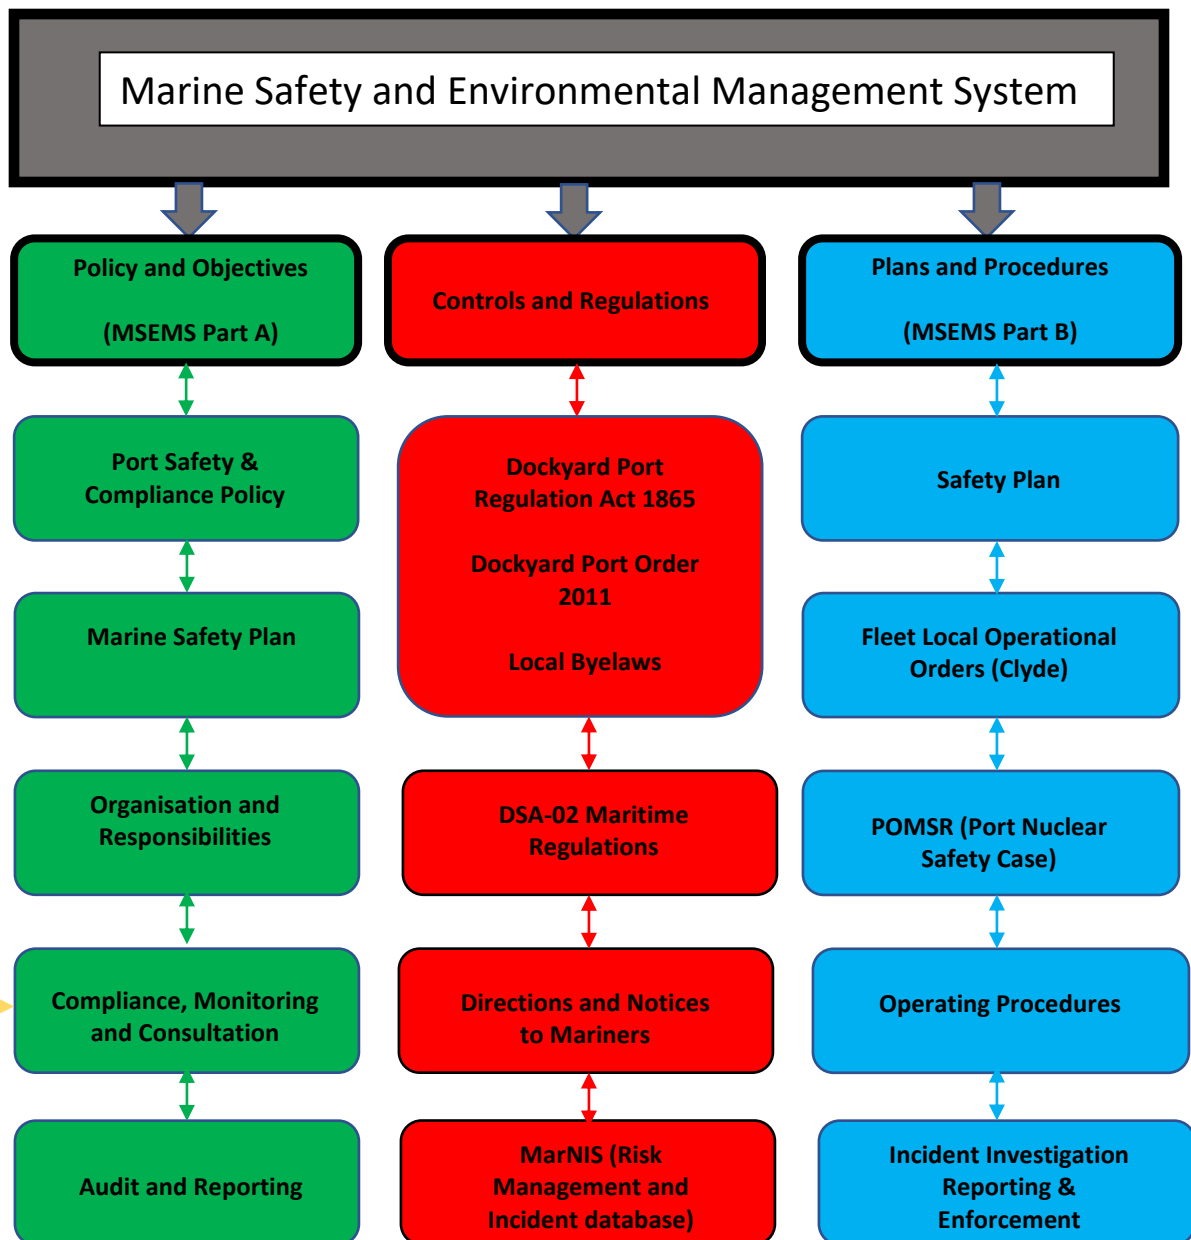 Marine Safety and Environmental Management System
Policy and Objectives
(MSEMS Part A)
Controls and Regulations
Plans and Procedures
(MSEMS Part B)
Port Safety &
Compliance Policy
Dockyard Port
Regulation Act 1865
Dockyard Port Order
2011
Local Byelaws
Safety Plan
Marine Safety Plan
Fleet Local Operational
Orders (Clyde)
Organisation and
Responsibilities
DSA-02 Maritime
Regulations
POMSR (Port Nuclear
Safety Case)
Compliance, Monitoring
and Consultation
Directions and Notices
to Mariners
Operating Procedures
Audit and Reporting
MarNIS (Risk
Management and
Incident database)
Incident Investigation
Reporting &
Enforcement